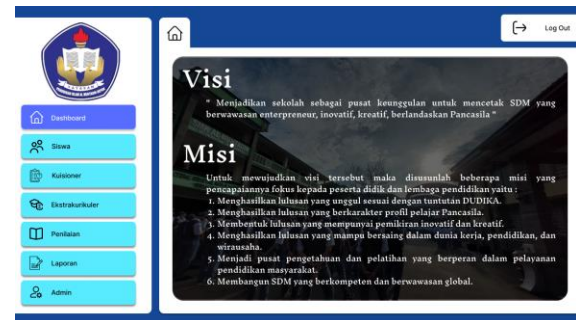 Log Out
YAYASAN
Dashboard
Siswa
Kuisioner
Ekstrakurikuler
Penilaian
Laporan
Admin
Visi
" Menjadikan sekolah sebagai pusat keunggulan untuk mencetak SDM yang
berwawasan enterpreneur, inovatif, kreatif, berlandaskan Pancasila "
Misi
Untuk mewujudkan visi tersebut maka disusunlah beberapa misi yang
pencapaiannya fokus kepada peserta didik dan lembaga pendidikan yaitu :
1. Menghasilkan lulusan yang unggul sesuai dengan tuntutan DUDIKA.
2. Menghasilkan lulusan yang berkarakter profil pelajar Pancasila.
3. Membentuk lulusan yang mempunyai pemikiran inovatif dan kreatif.
4. Menghasilkan lulusan yang mampu bersaing dalam dunia kerja, pendidikan, dan
wirausaha.
5. Menjadi pusat pengetahuan dan pelatihan yang berperan dalam pelayanan
pendidikan masyarakat.
6. Membangun SDM yang berkompeten dan berwawasan global.